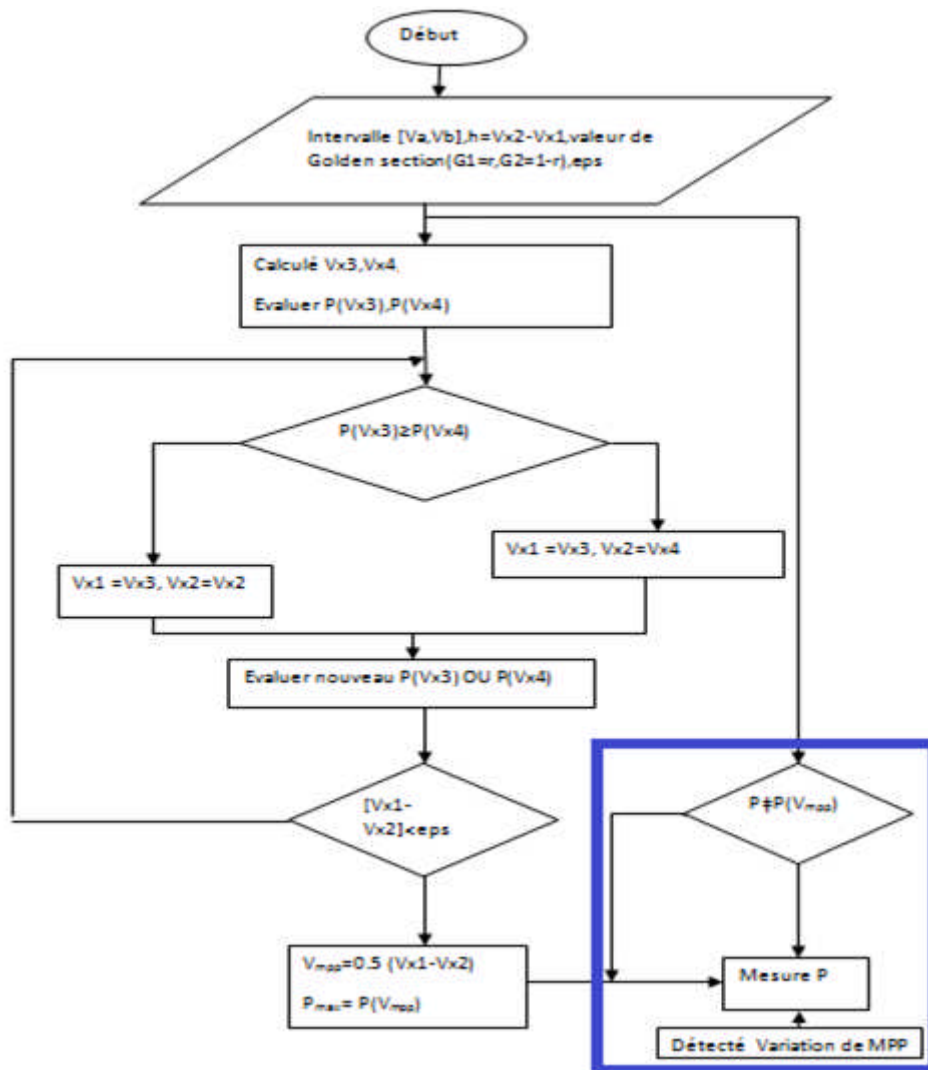 Début
Intervalle [Va,Vb],h=Vx2-Vx1,valeur de
Golden section(G1=r,G2=1-r),eps
Calculé Vx3,Vx4.
Evaluer P(Vx3),P(Vx4)
P(Vx3)≥P(Vx4)
Vx1 =Vx3, Vx2=Vx2
Vx1 =Vx3, Vx2=Vx4
Evaluer nouveau P(Vx3) OU P(Vx4)
[Vx1-
Vx2]<eps
P‡P(Vmpp)
Vmpp=0.5 (Vx1-Vx2)
Pmax= P(Vmpp)
Mesure P
Détecté Variation de MPP